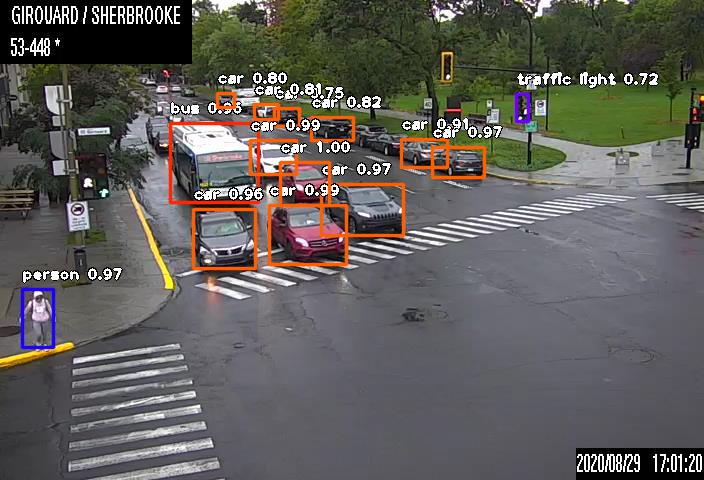 GIROUARD / SHERBROOKE
53-448 *
car 0.80
car 0.81
.75
traffic light 0.72
bus 0.96
car 0.82
car 0.99
car 0.91
car 0.97
car 1.00
car 0.97
car 0.96
car 0.99
person 0.97
2020/08/29 17:01:20